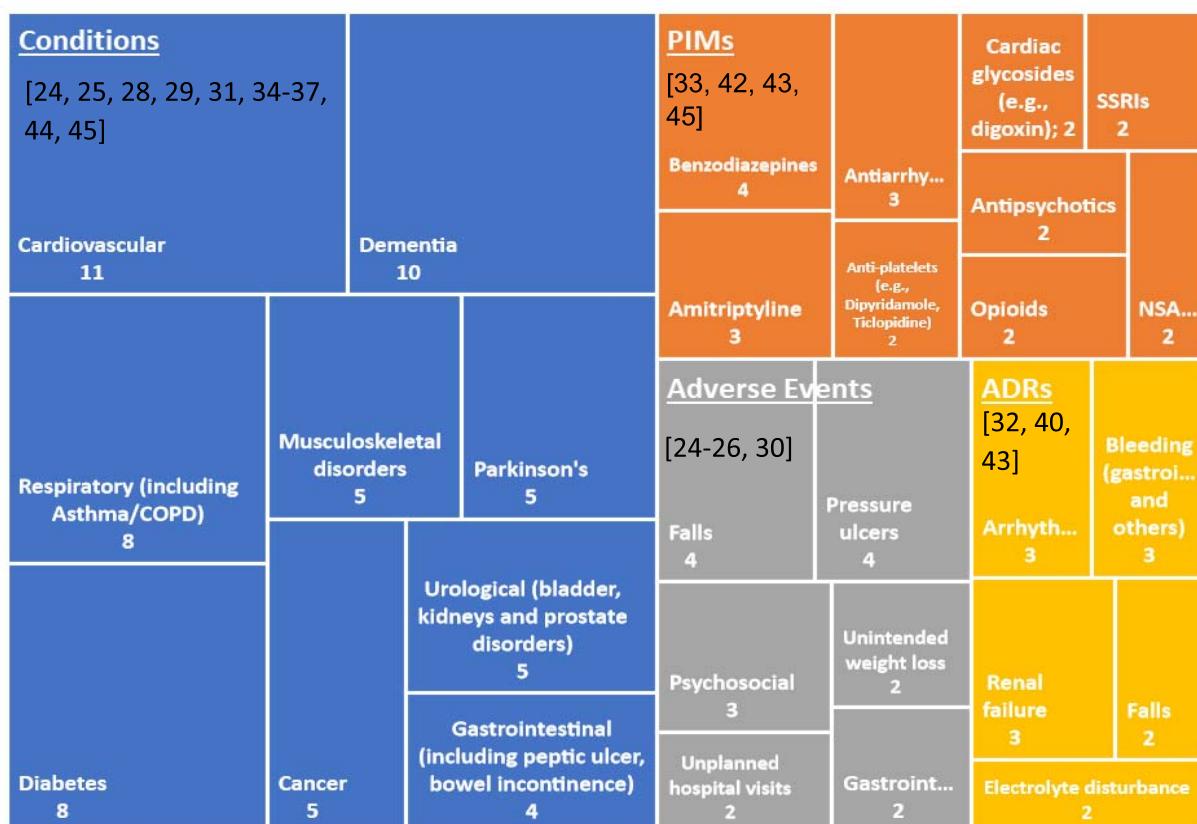 Conditions
[24, 25, 28, 29, 31, 34-37,
44, 45]
Cardiovascular
11
Dementia
10
Respiratory (including
Asthma/COPD)
8
Musculoskeletal
disorders
5
Parkinson's
5
Diabetes
8
Cancer
5
Urological (bladder,
kidneys and prostate
disorders)
5
Gastrointestinal
(including peptic ulcer,
bowel incontinence)
4
PIMs
[33, 42, 43,
45]
Benzodiazepines
4
Antiarrhy...
3
Cardiac
glycosides
(e.g.,
digoxin); 2
SSRIs
2
Amitriptyline
3
Anti-platelets
(e.g.,
Dipyridamole,
Ticlopidine)
2
Antipsychotics
2
Opioids
2
NSA...
2
Adverse Events
[24-26, 30]
Falls
4
Pressure
ulcers
4
Psychosocial
3
Unintended
weight loss
2
Unplanned
hospital visits
2
Gastroint...
2
ADRs
[32, 40,
43]
Arrhyth...
3
Bleeding
(gastroi...
and
others)
3
Renal
failure
3
Falls
2
Electrolyte disturbance
2